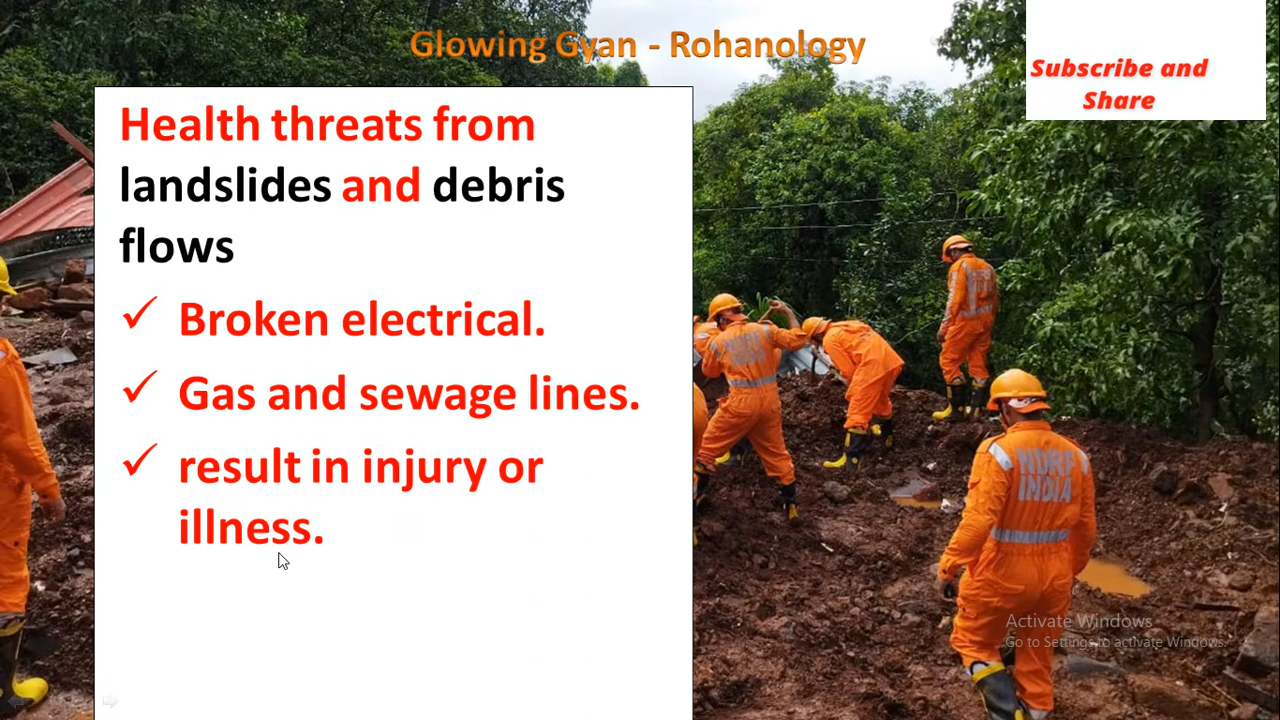 Glowing Gyan - Rohanology
Subscribe and
Share
Health threats from
landslides and debris
flows
✓ Broken electrical.
✓ Gas and sewage lines.
✓ result in injury or
illness.
NDRF
INDIA
Activate Windows
Go to Settings to activate Windows.